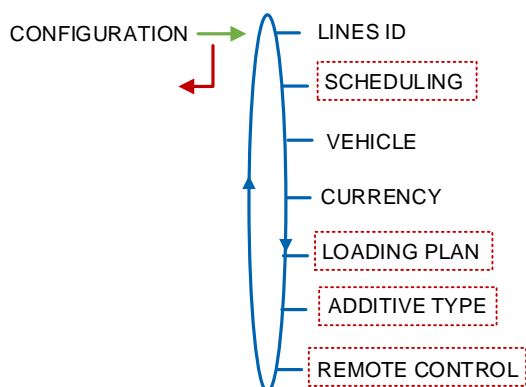 CONFIGURATION
LINES ID
SCHEDULING
VEHICLE
CURRENCY
LOADING PLAN
ADDITIVE TYPE
REMOTE CONTROL